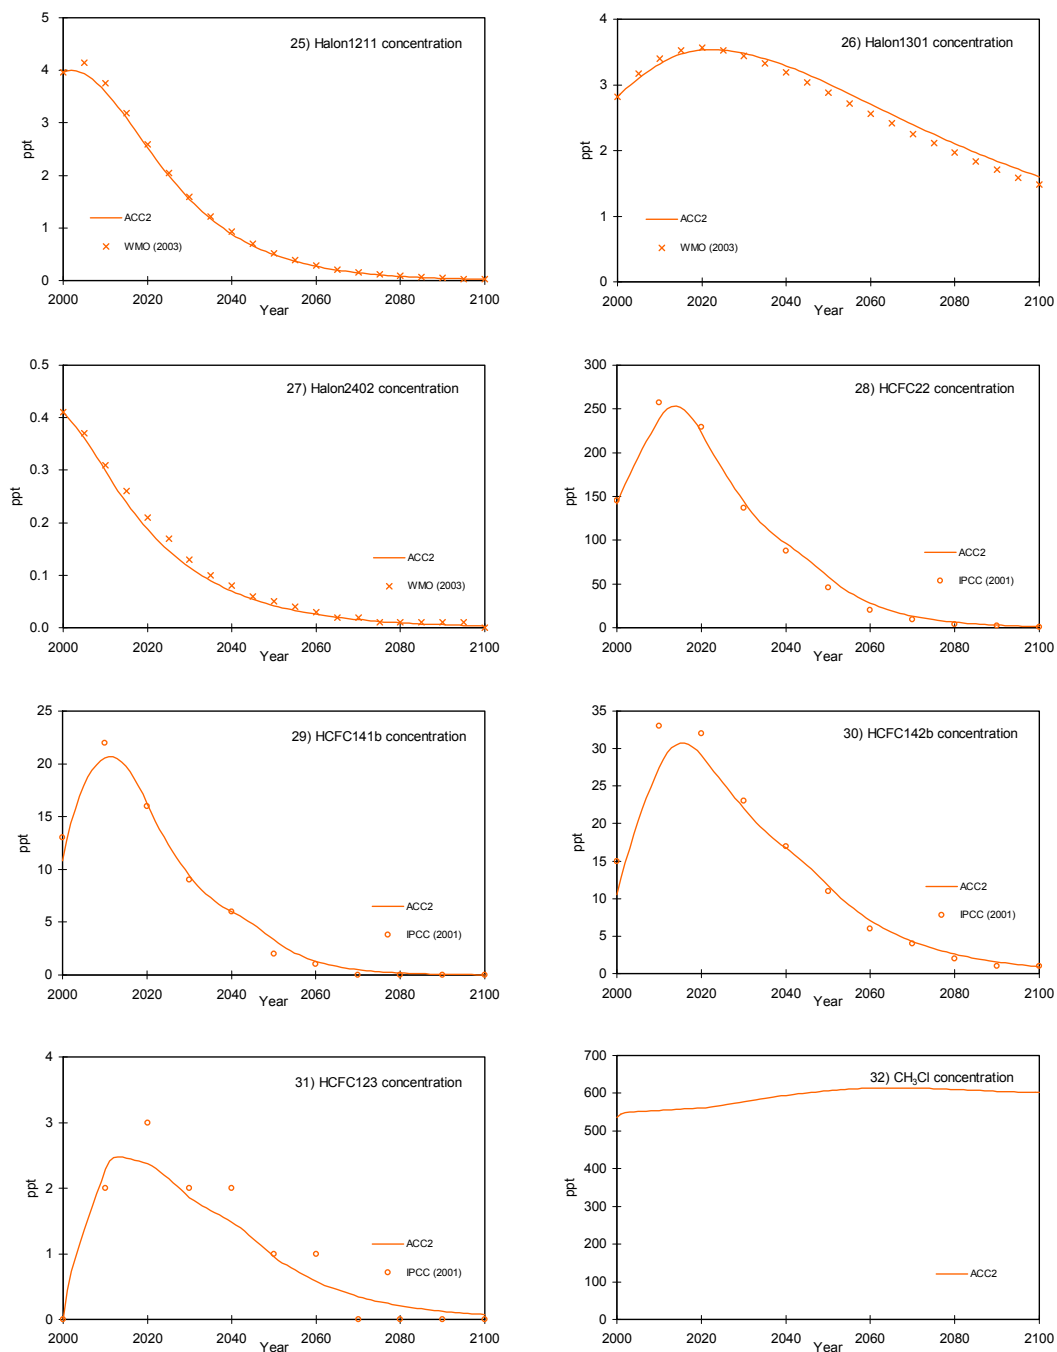 25) Halon1211 concentration
5
4
3
2
1
0
ppt
ACC2
WMO (2003)
2000 2020 2040 2060 2080 2100
Year
26) Halon1301 concentration
4
3
2
1
0
ppt
ACC2
WMO (2003)
2000 2020 2040 2060 2080 2100
Year
27) Halon2402 concentration
0.5
0.4
0.3
0.2
0.1
0.0
ppt
ACC2
WMO (2003)
2000 2020 2040 2060 2080 2100
Year
28) HCFC22 concentration
300
250
200
150
100
50
0
ppt
ACC2
IPCC (2001)
2000 2020 2040 2060 2080 2100
Year
29) HCFC141b concentration
25
20
15
10
5
0
ppt
ACC2
IPCC (2001)
2000 2020 2040 2060 2080 2100
Year
30) HCFC142b concentration
35
30
25
20
15
10
5
0
ppt
ACC2
IPCC (2001)
2000 2020 2040 2060 2080 2100
Year
31) HCFC123 concentration
4
3
2
1
0
ppt
ACC2
IPCC (2001)
2000 2020 2040 2060 2080 2100
Year
32) CH₃Cl concentration
700
600
500
400
300
200
100
0
ppt
ACC2
2000 2020 2040 2060 2080 2100
Year